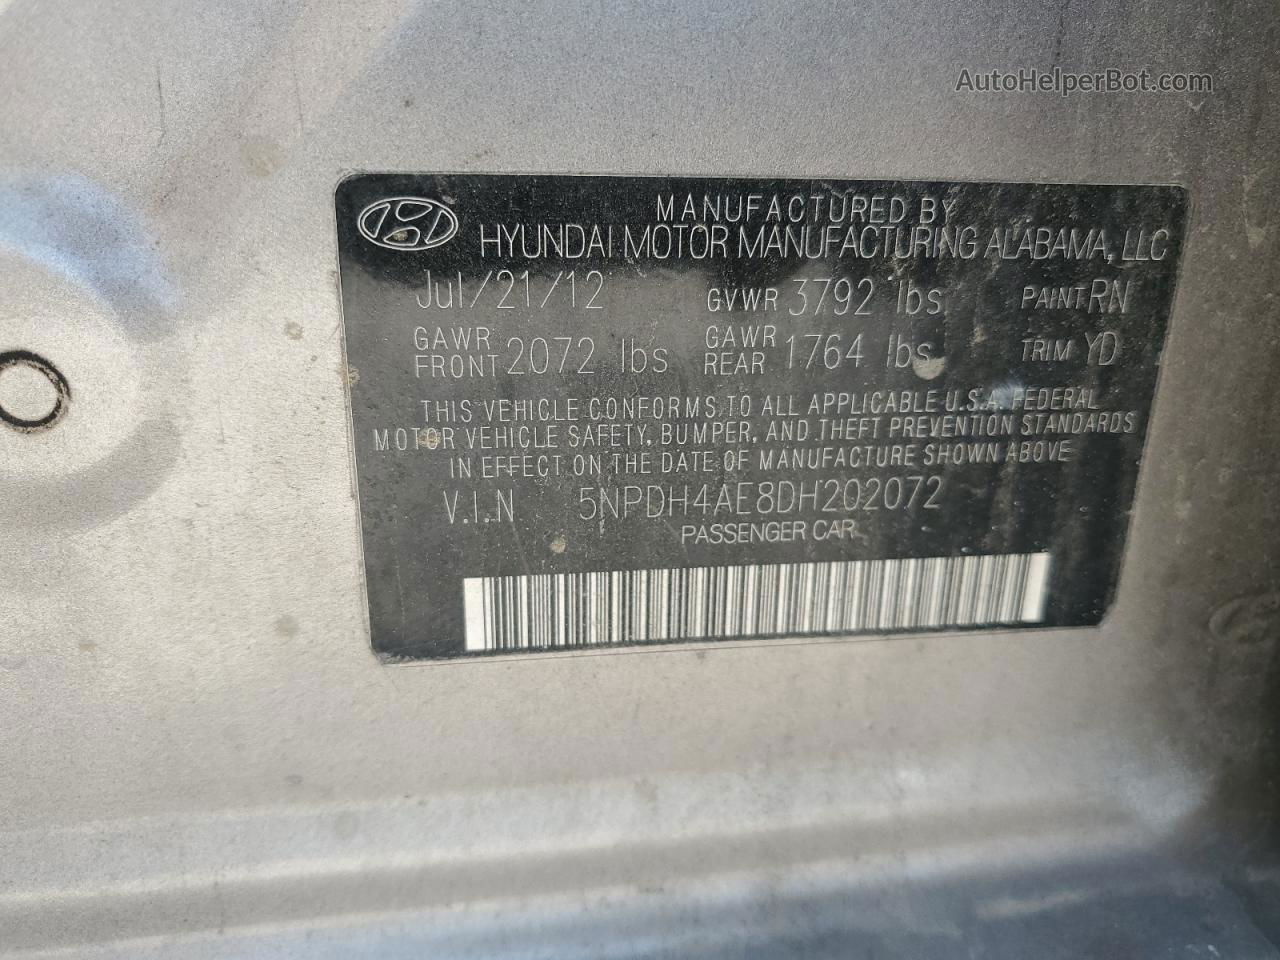 AutoHelperBot.com
MANUFACTURED BY
HYUNDAI MOTOR MANUFACTURING ALABAMA, LLC
Jul/21/12 GVWR 3792 lbs PAINT RN
GAWR FRONT 2072 lbs GAWR REAR 1764 lbs TRIM YD
THIS VEHICLE CONFORMS TO ALL APPLICABLE U.S.A. FEDERAL
MOTOR VEHICLE SAFETY, BUMPER, AND THEFT PREVENTION STANDARDS
IN EFFECT ON THE DATE OF MANUFACTURE SHOWN ABOVE
V.I.N 5NPDH4AE8DH202072
PASSENGER CAR